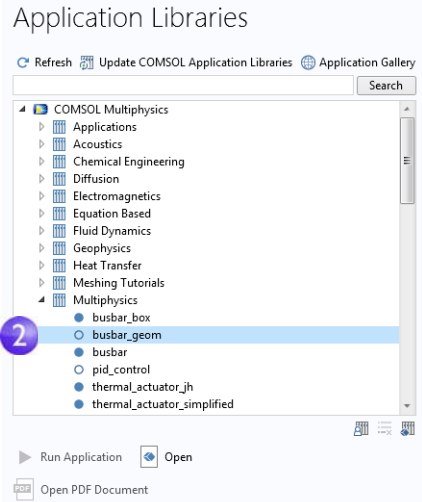 Application Libraries
Refresh Update COMSOL Application Libraries Application Gallery
Search
COMSOL Multiphysics
Applications
Acoustics
Chemical Engineering
Diffusion
Electromagnetics
Equation Based
Fluid Dynamics
Geophysics
Heat Transfer
Meshing Tutorials
Multiphysics
busbar_box
2 busbar_geom
busbar
pid_control
thermal_actuator_jh
thermal_actuator_simplified
Run Application Open
PDF Open PDF Document